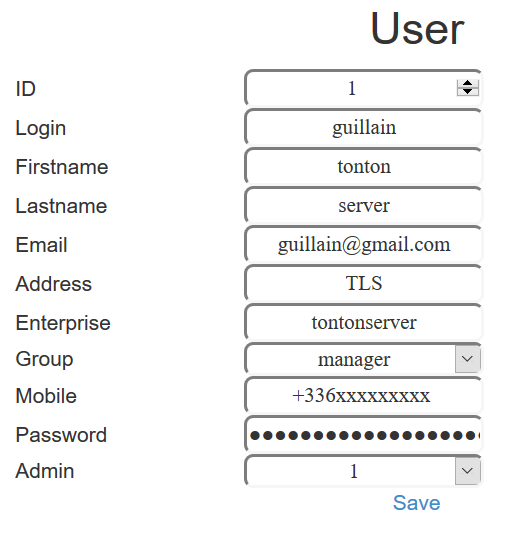 User
ID 1
Login guillain
Firstname tonton
Lastname server
Email guillain@gmail.com
Address TLS
Enterprise tontonserver
Group manager
Mobile +336xxxxxxxxx
Password ●●●●●●●●●●●●●●●●●●
Admin 1
Save